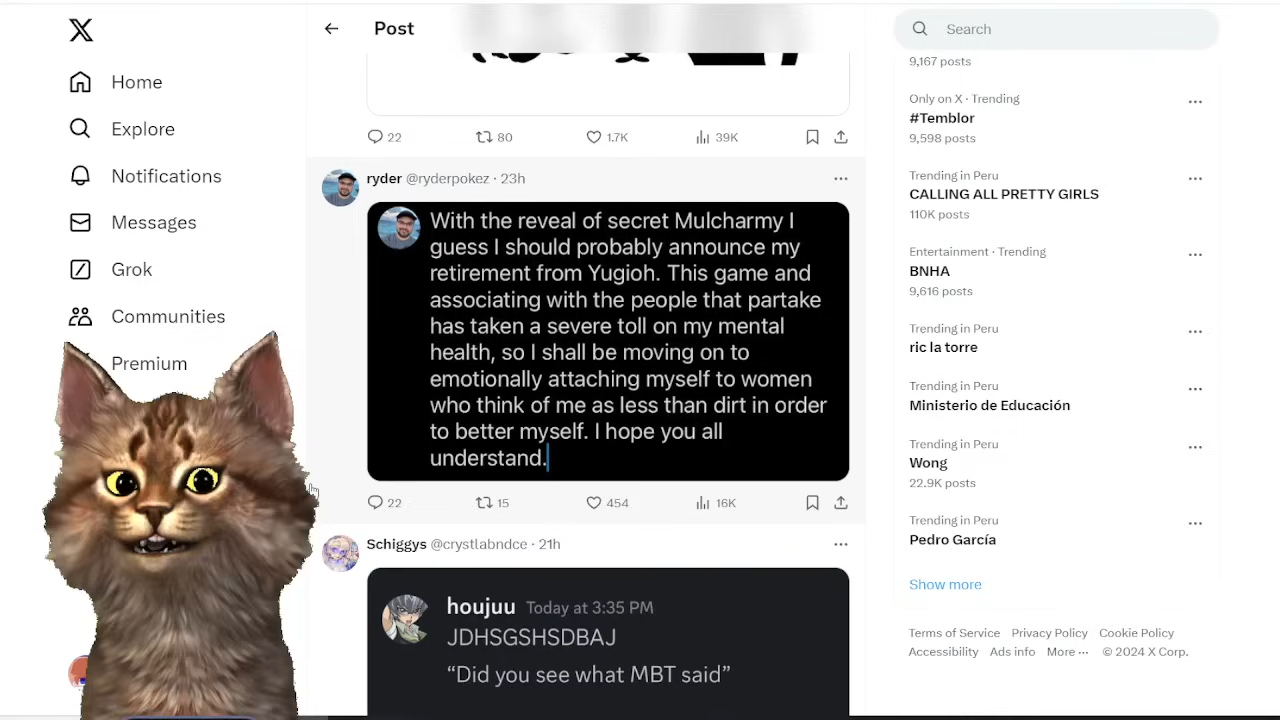 Home
Explore
Notifications
Messages
Grok
Communities
Premium
Post
22 80 1.7K 39K
ryder @ryderpokez · 23h
With the reveal of secret Mulcharmy I
guess I should probably announce my
retirement from Yugioh. This game and
associating with the people that partake
has taken a severe toll on my mental
health, so I shall be moving on to
emotionally attaching myself to women
who think of me as less than dirt in order
to better myself. I hope you all
understand.
22 15 454 16K
Schiggys @crystlabndce · 21h
houjuu Today at 3:35 PM
JDHSGSHSDBAJ
“Did you see what MBT said”
Search
9,167 posts
Only on X · Trending
#Temblor
9,598 posts
Trending in Peru
CALLING ALL PRETTY GIRLS
110K posts
Entertainment · Trending
BNHA
9,616 posts
Trending in Peru
ric la torre
Trending in Peru
Ministerio de Educación
Trending in Peru
Wong
22.9K posts
Trending in Peru
Pedro García
Show more
Terms of Service Privacy Policy Cookie Policy
Accessibility Ads info More ··· © 2024 X Corp.